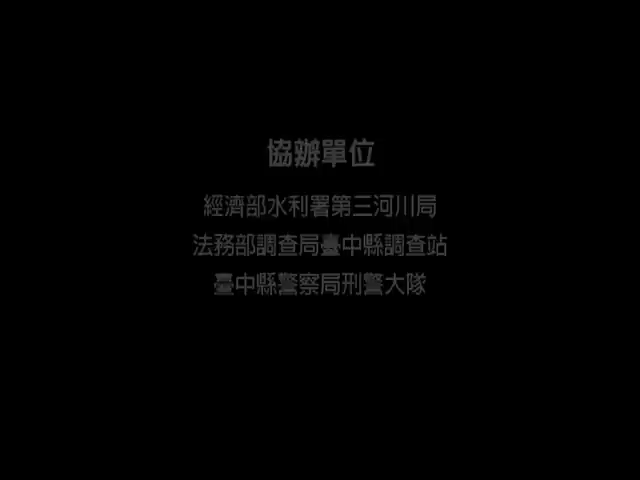 協辦單位
經濟部水利署第三河川局
法務部調查局臺中縣調查站
臺中縣警察局刑警大隊